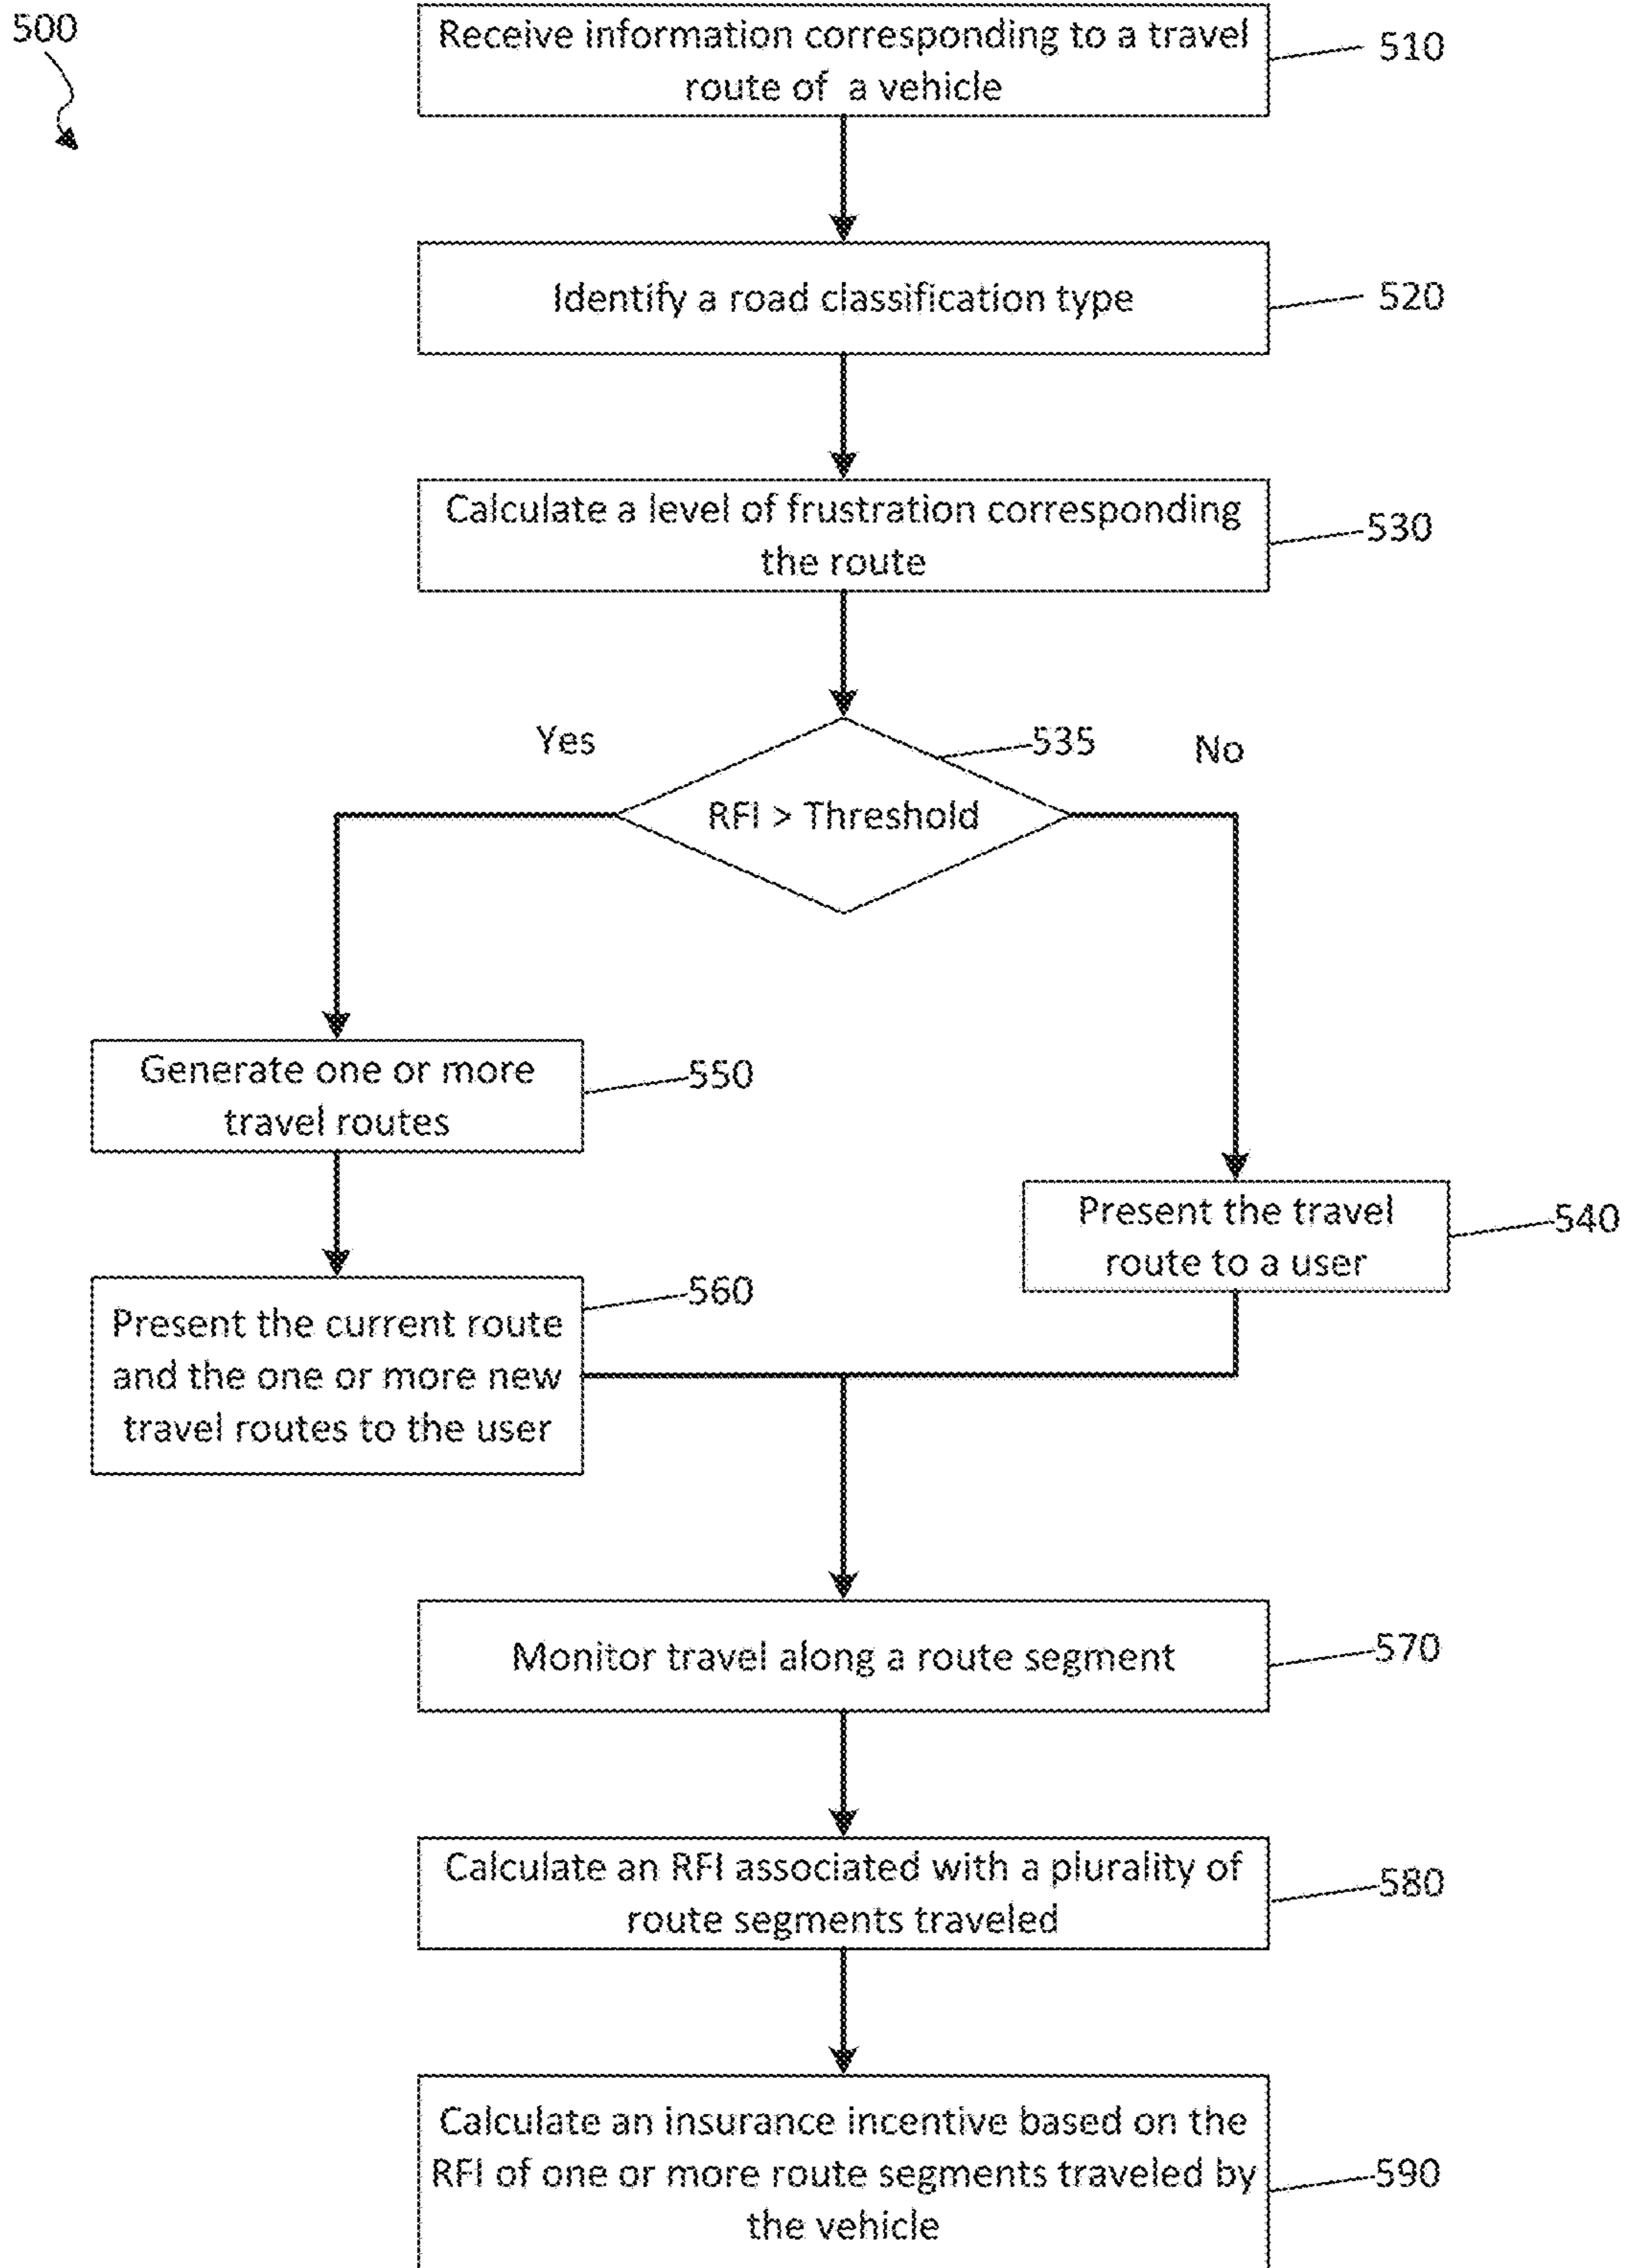 500
Receive information corresponding to a travel
route of a vehicle
510
Identify a road classification type
520
Calculate a level of frustration corresponding
the route
530
Yes
535
No
RFI > Threshold
Generate one or more
travel routes
550
Present the travel
route to a user
540
560
Present the current route
and the one or more new
travel routes to the user
Monitor travel along a route segment
570
Calculate an RFI associated with a plurality of
route segments traveled
580
Calculate an insurance incentive based on the
RFI of one or more route segments traveled by
the vehicle
590